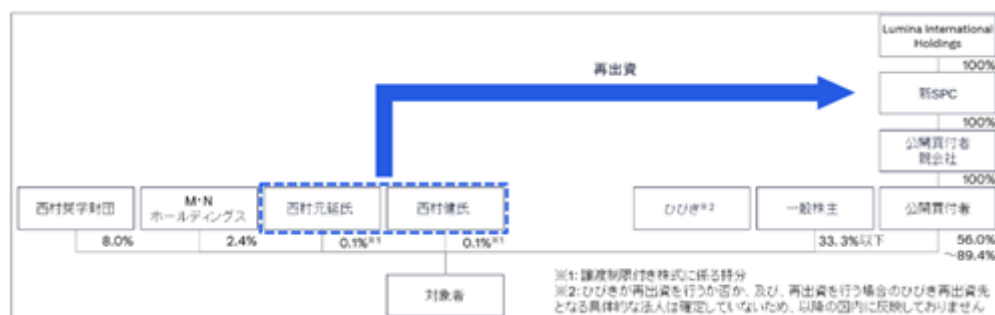 Lumina International
Holdings
100%
再出資
新SPC
100%
公開買付者
親会社
100%
西村奨学財団
M・N
ホールディングス
西村元延氏
西村健氏
ひびき※2
一般株主
公開買付者
8.0%
2.4%
0.1%※1
0.1%※1
33.3%以下
56.0%
～89.4%
対象者
※1: 譲渡制限付き株式に係る持分
※2: ひびきが再出資を行うか否か、及び、再出資を行う場合のひびき再出資先
となる具体的な法人は確定していないため、以降の図内に反映しておりません